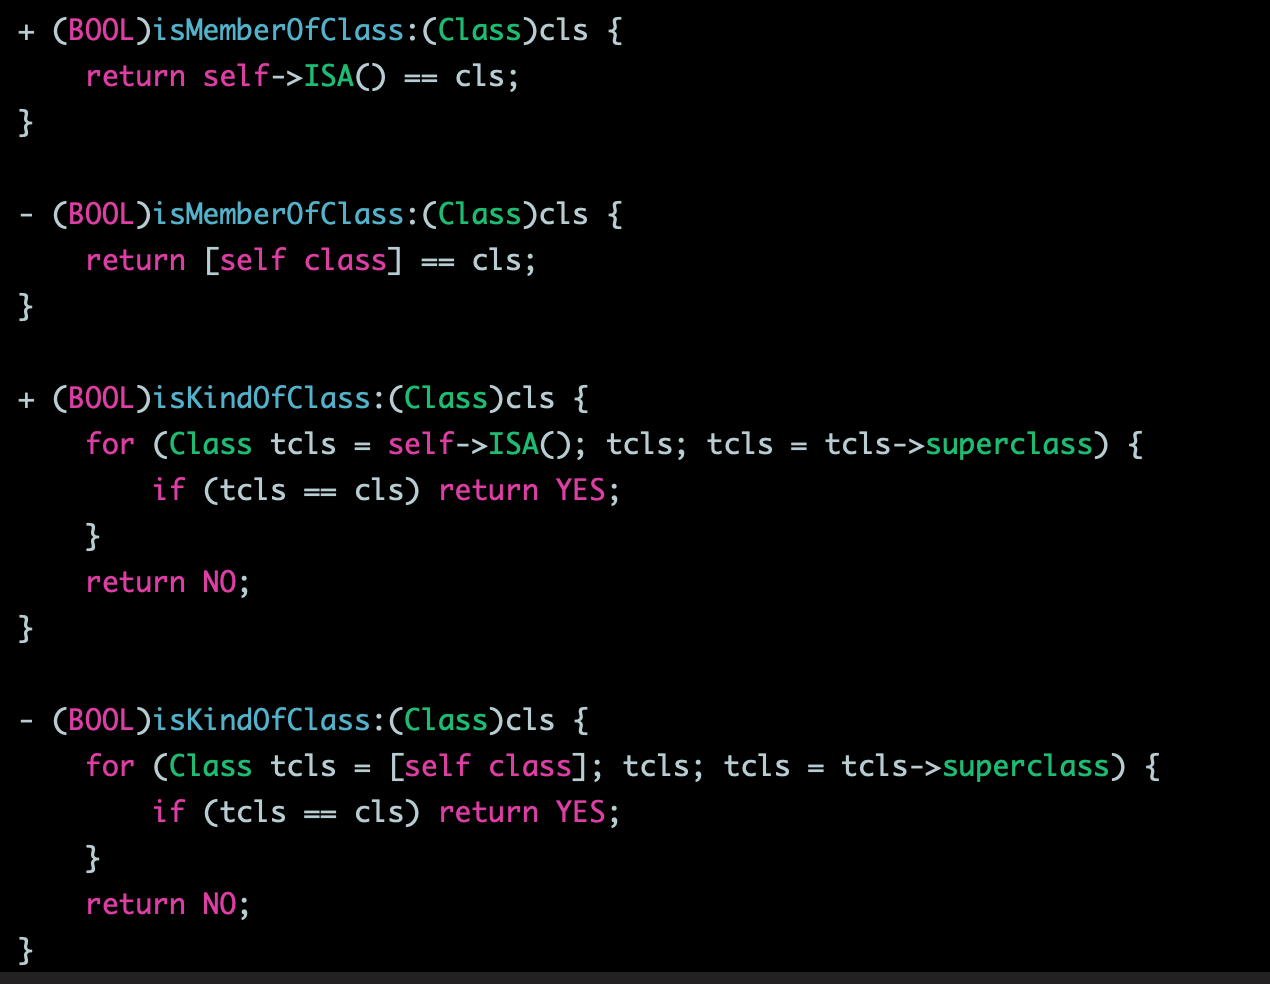 + (BOOL)isMemberOfClass:(Class)cls {
    return self->ISA() == cls;
}

- (BOOL)isMemberOfClass:(Class)cls {
    return [self class] == cls;
}

+ (BOOL)isKindOfClass:(Class)cls {
    for (Class tcls = self->ISA(); tcls; tcls = tcls->superclass) {
        if (tcls == cls) return YES;
    }
    return NO;
}

- (BOOL)isKindOfClass:(Class)cls {
    for (Class tcls = [self class]; tcls; tcls = tcls->superclass) {
        if (tcls == cls) return YES;
    }
    return NO;
}